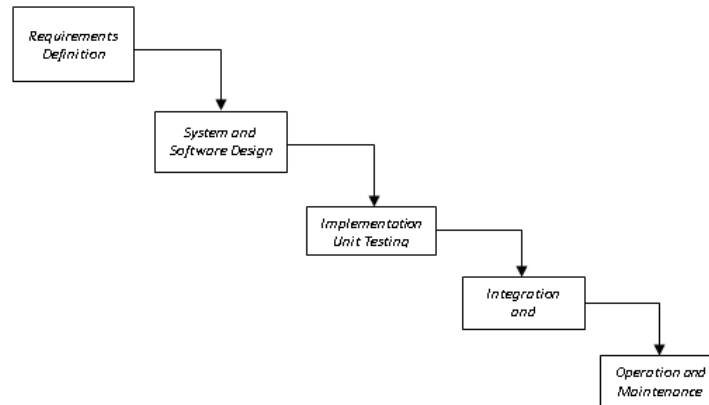 Requirements
Definition
System and
Software Design
Implementation
Unit Testing
Integration
and
Operation and
Maintenance